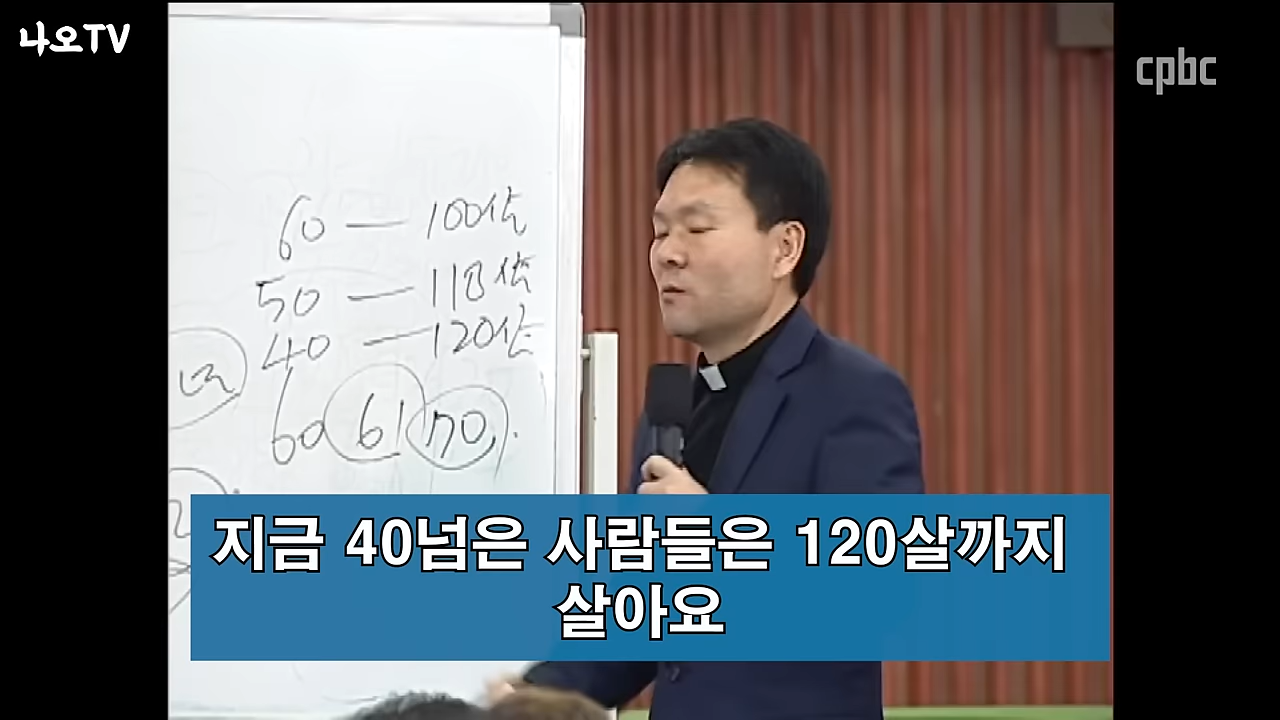 나오TV
cpbc
60 — 100살
50 — 118살
40 — 120살
60 61 70
지금 40넘은 사람들은 120살까지
살아요